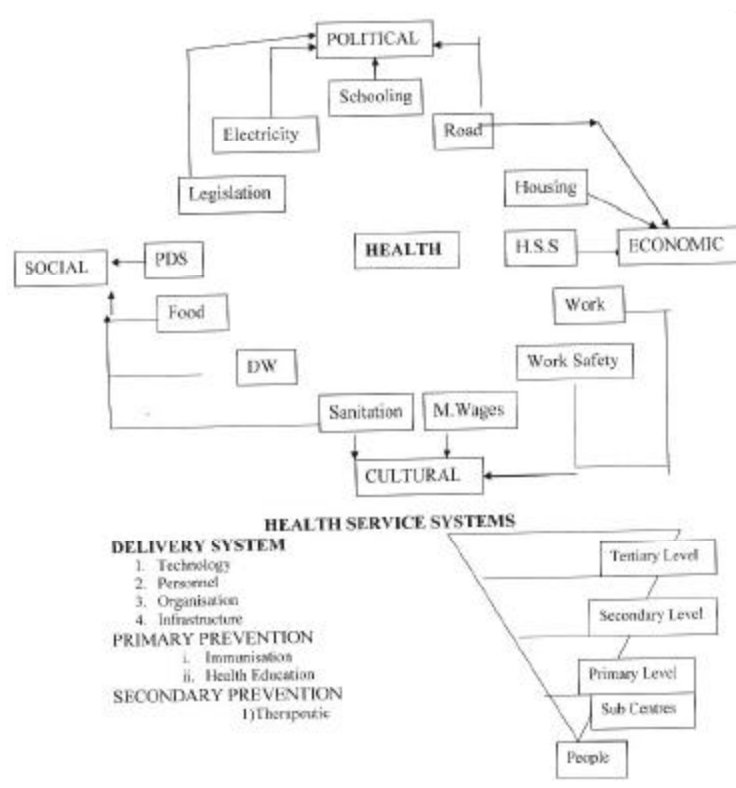 POLITICAL
Schooling
Electricity
Road
Legislation
Housing
SOCIAL
PDS
HEALTH
H.S.S
ECONOMIC
Food
Work
DW
Work Safety
Sanitation
M.Wages
CULTURAL
HEALTH SERVICE SYSTEMS
DELIVERY SYSTEM
1. Technology
2. Personnel
3. Organisation
4. Infrastructure
PRIMARY PREVENTION
i. Immunisation
ii. Health Education
SECONDARY PREVENTION
1)Therapeutic
Tertiary Level
Secondary Level
Primary Level
Sub Centres
People